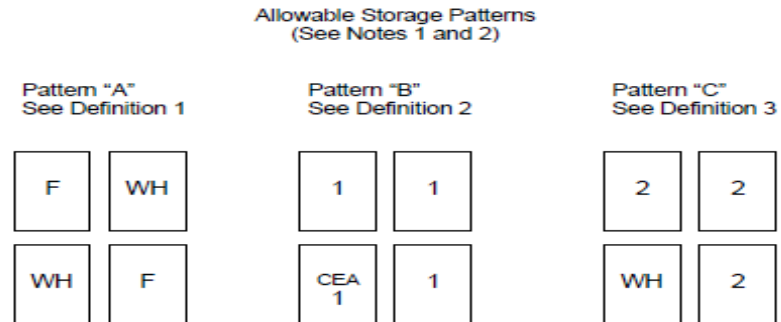 Allowable Storage Patterns
(See Notes 1 and 2)
Pattern “A”
See Definition 1
Pattern “B”
See Definition 2
Pattern “C”
See Definition 3
F WH
WH F
1 1
CEA
1 1
2 2
WH 2